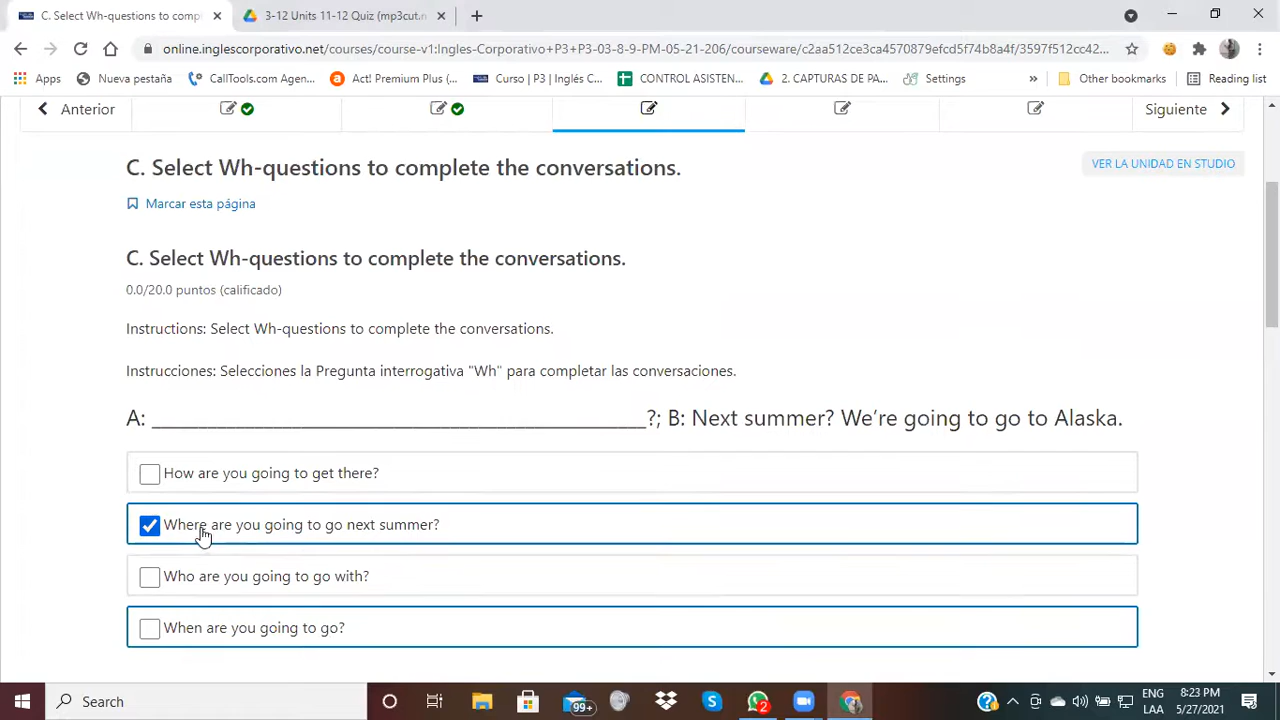 C. Select Wh-questions to comp
3-12 Units 11-12 Quiz (mp3cut.n
online.inglescorporativo.net/courses/course-v1:Ingles-Corporativo+P3+P3-03-8-9-PM-05-21-206/courseware/c2aa512ce3ca4570879efcd5f74b8a4f/3597f512cc42...
Apps
Nueva pestaña
CallTools.com Agen...
Act! Premium Plus (...
Curso | P3 | Inglés C...
CONTROL ASISTEN...
2. CAPTURAS DE PA...
Settings
»
Other bookmarks
Reading list
Anterior
Siguiente
C. Select Wh-questions to complete the conversations.
VER LA UNIDAD EN STUDIO
Marcar esta página
C. Select Wh-questions to complete the conversations.
0.0/20.0 puntos (calificado)
Instructions: Select Wh-questions to complete the conversations.
Instrucciones: Selecciones la Pregunta interrogativa "Wh" para completar las conversaciones.
A: ________________________________________?; B: Next summer? We're going to go to Alaska.
How are you going to get there?
Where are you going to go next summer?
Who are you going to go with?
When are you going to go?
Search
99+
2
ENG
LAA
8:23 PM
5/27/2021